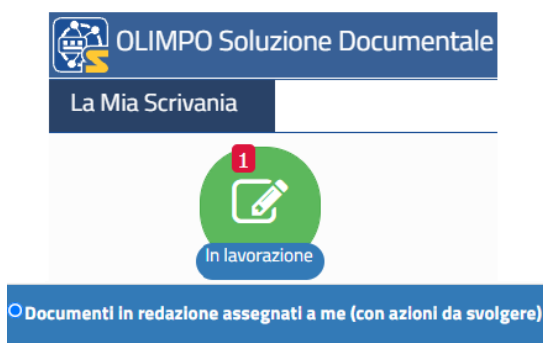 OLIMPO Soluzione Documentale
La Mia Scrivania
1
In lavorazione
Documenti in redazione assegnati a me (con azioni da svolgere)